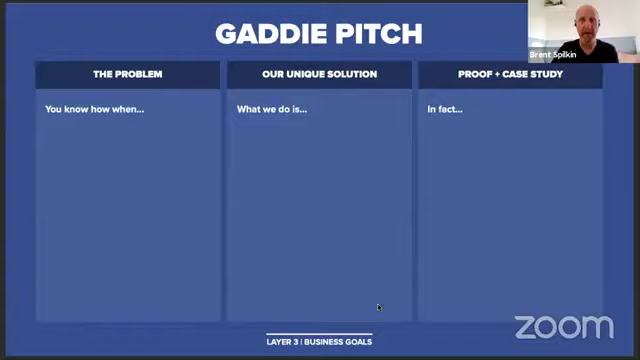 GADDIE PITCH
Brent Spilkin
THE PROBLEM
OUR UNIQUE SOLUTION
PROOF + CASE STUDY
You know how when...
What we do is...
In fact...
zoom
LAYER 3 | BUSINESS GOALS